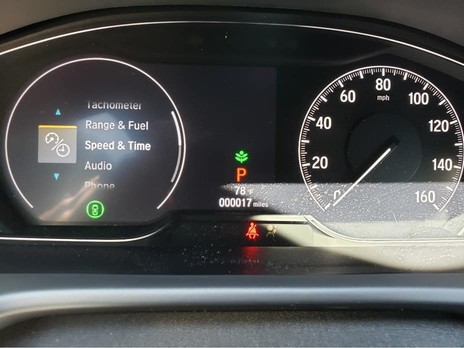 Tachometer
Range & Fuel
Speed & Time
Audio
Phone
P
78°F
000017 miles
0
20
40
60
80
100
120
140
160
mph